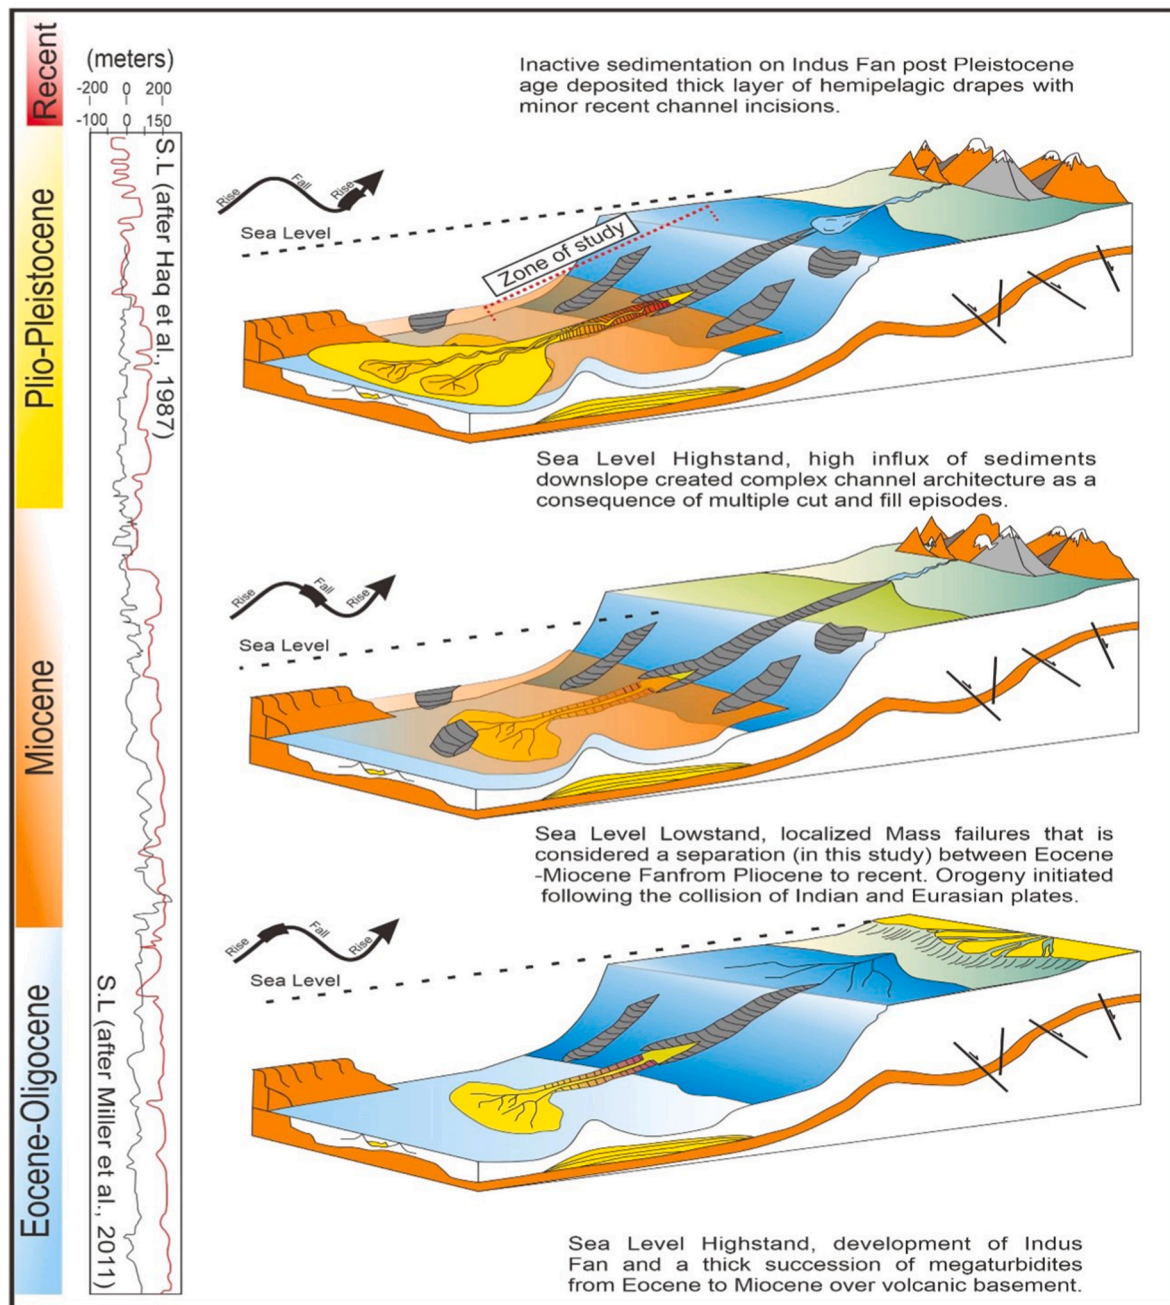 Recent
Plio-Pleistocene
Miocene
Eocene-Oligocene
(meters)
-200 0 200
-100 0 150
S.L (after Haq et al., 1987)
S.L (after Miller et al., 2011)
Inactive sedimentation on Indus Fan post Pleistocene
age deposited thick layer of hemipelagic drapes with
minor recent channel incisions.
Rise
Fall
Rise
Sea Level
Zone of study
Sea Level Highstand, high influx of sediments
downslope created complex channel architecture as a
consequence of multiple cut and fill episodes.
Rise
Fall
Rise
Sea Level
Sea Level Lowstand, localized Mass failures that is
considered a separation (in this study) between Eocene
-Miocene Fanfrom Pliocene to recent. Orogeny initiated
following the collision of Indian and Eurasian plates.
Rise
Fall
Rise
Sea Level
Sea Level Highstand, development of Indus
Fan and a thick succession of megaturbidites
from Eocene to Miocene over volcanic basement.